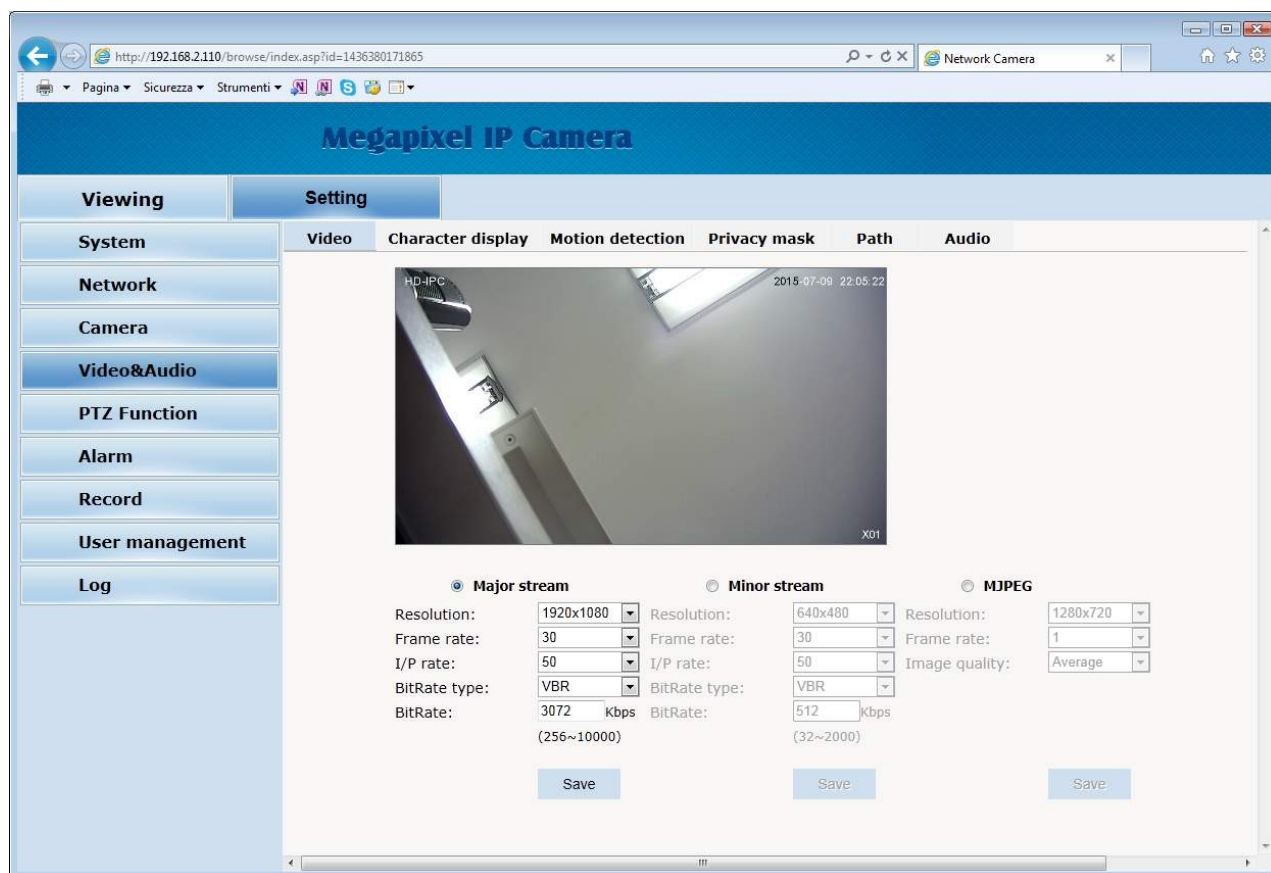 http://192.168.2.110/browse/index.asp?id=1436380171865
Network Camera
Pagina Sicurezza Strumenti
Megapixel IP Camera
Viewing Setting
System
Network
Camera
Video&Audio
PTZ Function
Alarm
Record
User management
Log
Video Character display Motion detection Privacy mask Path Audio
HD-IPC 2015-07-09 22:05:22
X01
Major stream Minor stream MJPEG
Resolution: 1920x1080 Resolution: 640x480 Resolution: 1280x720
Frame rate: 30 Frame rate: 30 Frame rate: 1
I/P rate: 50 I/P rate: 50 Image quality: Average
BitRate type: VBR BitRate type: VBR
BitRate: 3072 Kbps BitRate: 512 Kbps
(256~10000) (32~2000)
Save Save Save